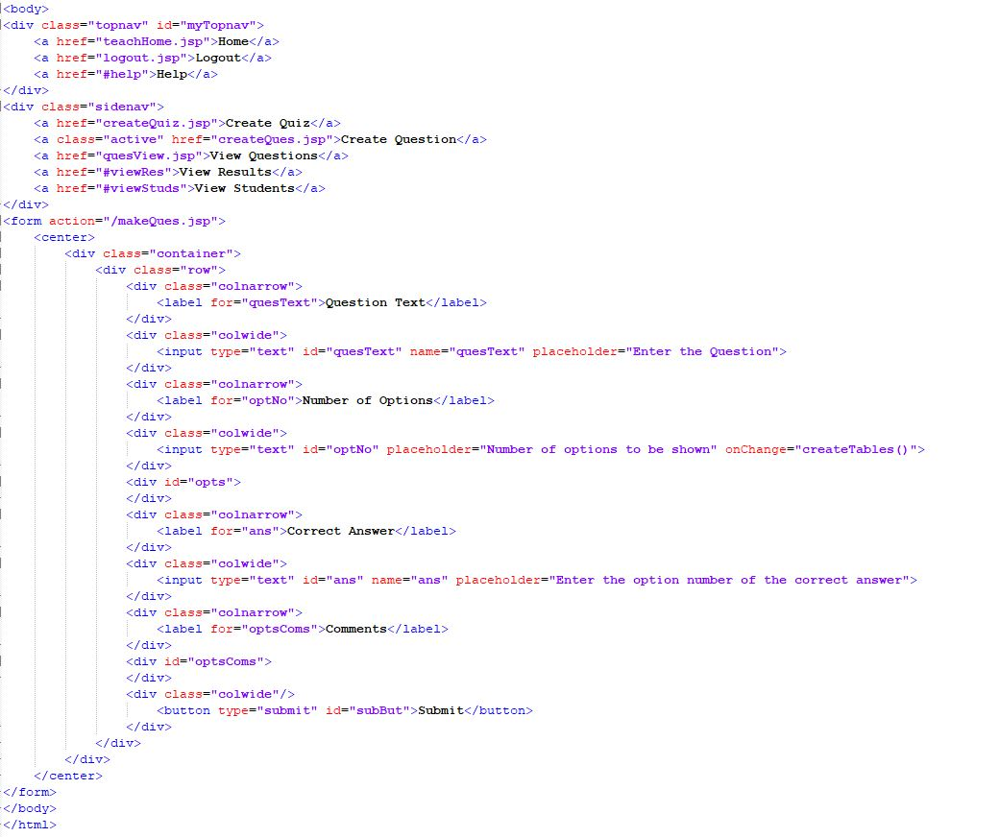 <body>
<div class="topnav" id="myTopnav">
<a href="teachHome.jsp">Home</a>
<a href="logout.jsp">Logout</a>
<a href="#help">Help</a>
</div>
<div class="sidenav">
<a href="createQuiz.jsp">Create Quiz</a>
<a class="active" href="createQues.jsp">Create Question</a>
<a href="quesView.jsp">View Questions</a>
<a href="#viewRes">View Results</a>
<a href="#viewStuds">View Students</a>
</div>
<form action="/makeQues.jsp">
<center>
<div class="container">
<div class="row">
<div class="colnarrow">
<label for="quesText">Question Text</label>
</div>
<div class="colwide">
<input type="text" id="quesText" name="quesText" placeholder="Enter the Question">
</div>
<div class="colnarrow">
<label for="optNo">Number of Options</label>
</div>
<div class="colwide">
<input type="text" id="optNo" placeholder="Number of options to be shown" onChange="createTables()">
</div>
<div id="opts">
</div>
<div class="colnarrow">
<label for="ans">Correct Answer</label>
</div>
<div class="colwide">
<input type="text" id="ans" name="ans" placeholder="Enter the option number of the correct answer">
</div>
<div class="colnarrow">
<label for="optsComs">Comments</label>
</div>
<div id="optsComs">
</div>
<div class="colwide"/>
<button type="submit" id="subBut">Submit</button>
</div>
</div>
</div>
</center>
</form>
</body>
</html>